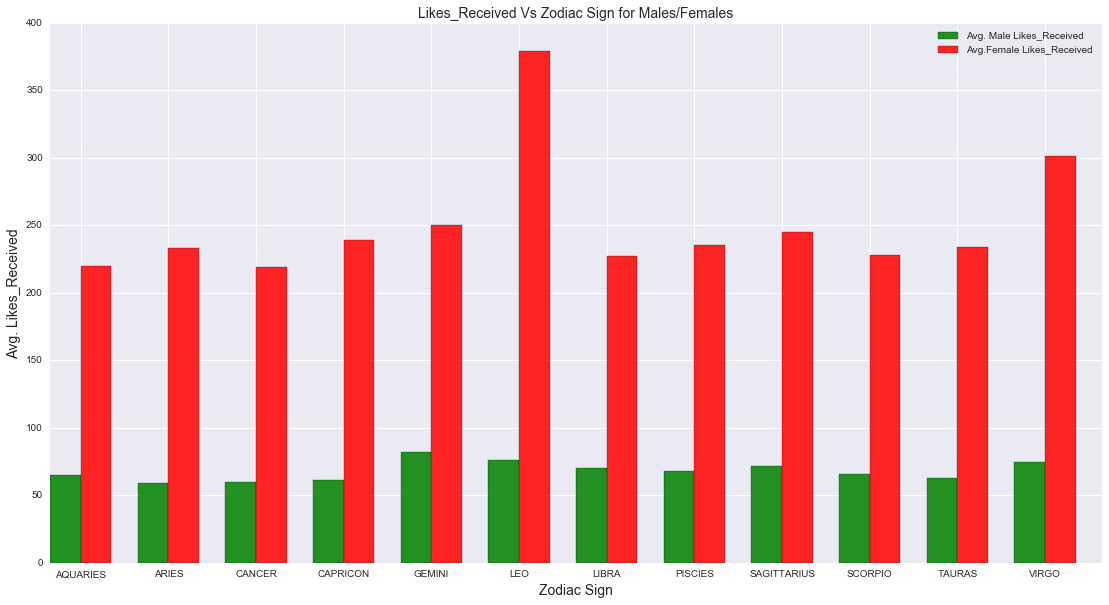 Likes_Received Vs Zodiac Sign for Males/Females
Avg. Male Likes_Received
Avg.Female Likes_Received
Avg. Likes_Received
400
350
300
250
200
150
100
50
0
AQUARIES ARIES CANCER CAPRICON GEMINI LEO LIBRA PISCIES SAGITTARIUS SCORPIO TAURAS VIRGO
Zodiac Sign